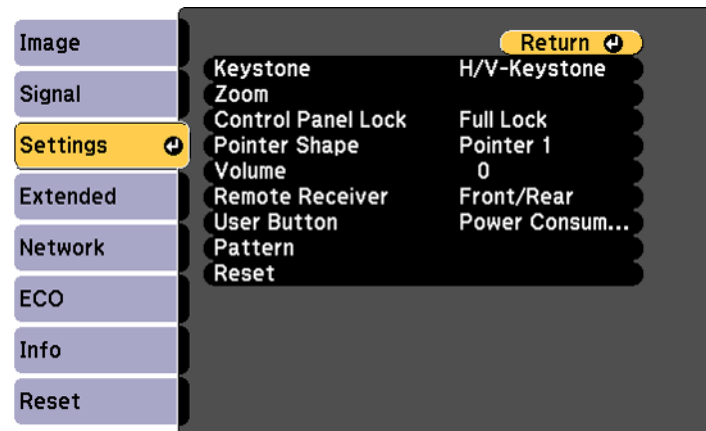 Image
Signal
Settings
Extended
Network
ECO
Info
Reset
Return
Keystone H/V-Keystone
Zoom
Control Panel Lock Full Lock
Pointer Shape Pointer 1
Volume 0
Remote Receiver Front/Rear
User Button Power Consum...
Pattern
Reset